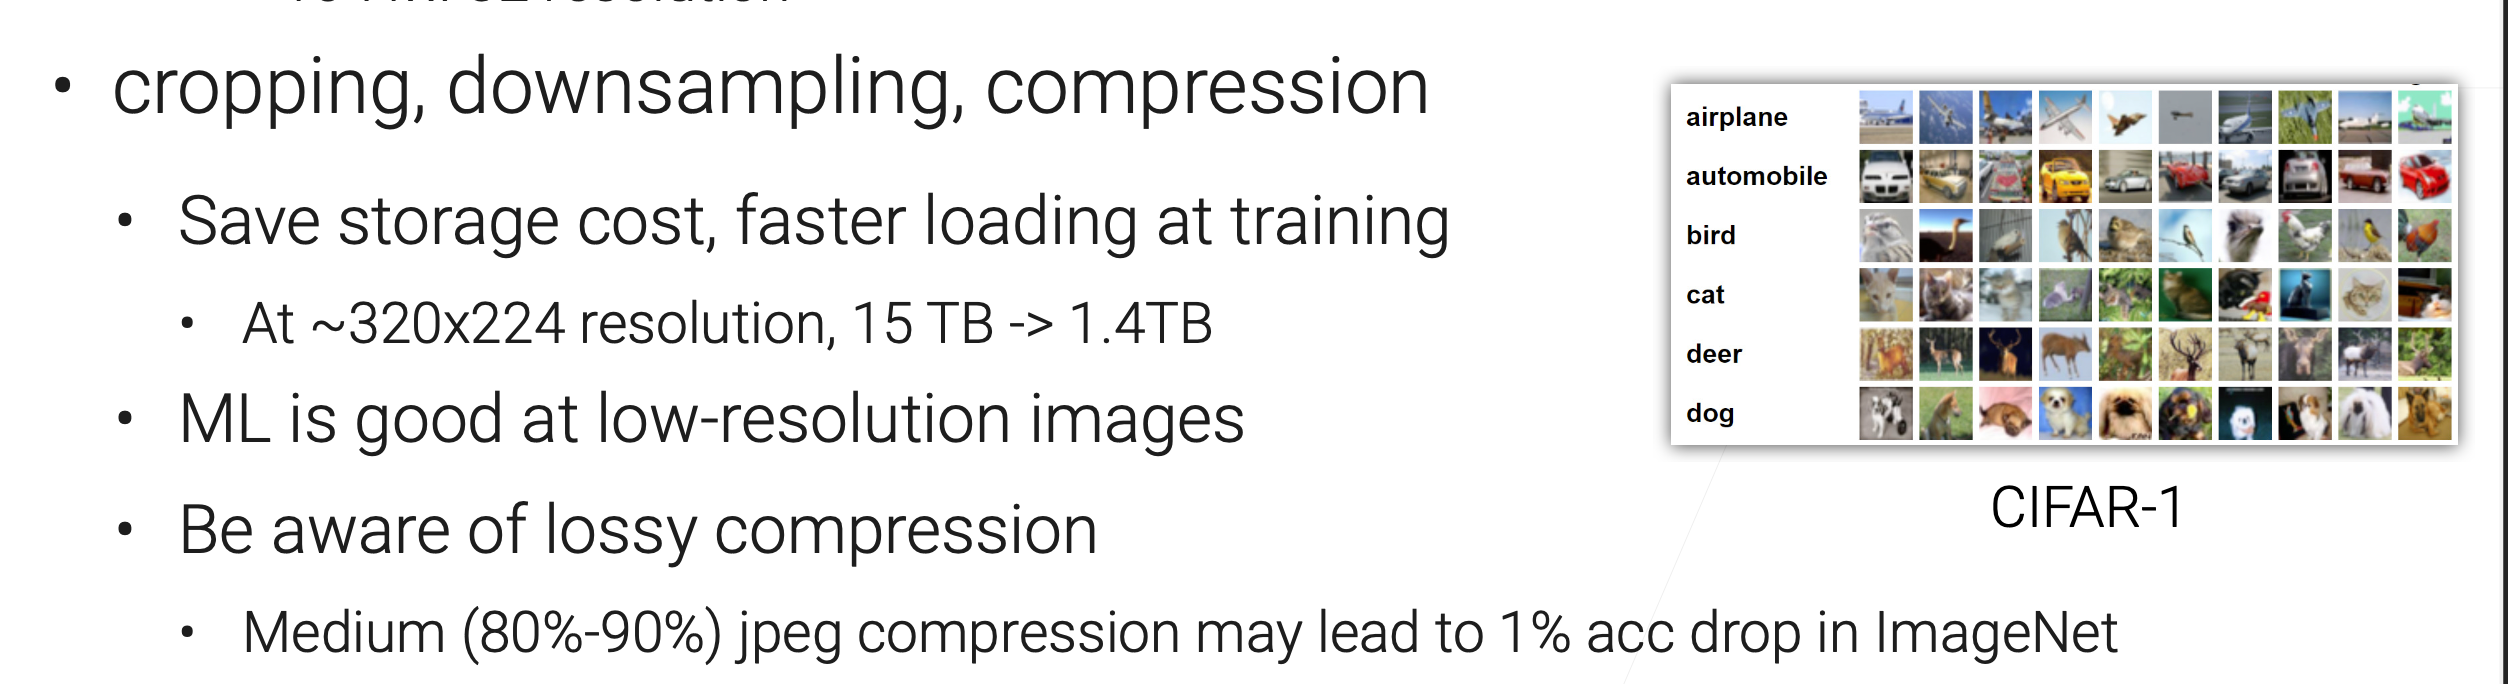 resolution
• cropping, downsampling, compression
• Save storage cost, faster loading at training
• At ~320x224 resolution, 15 TB -> 1.4TB
• ML is good at low-resolution images
• Be aware of lossy compression
• Medium (80%-90%) jpeg compression may lead to 1% acc drop in ImageNet
airplane
automobile
bird
cat
deer
dog
CIFAR-1